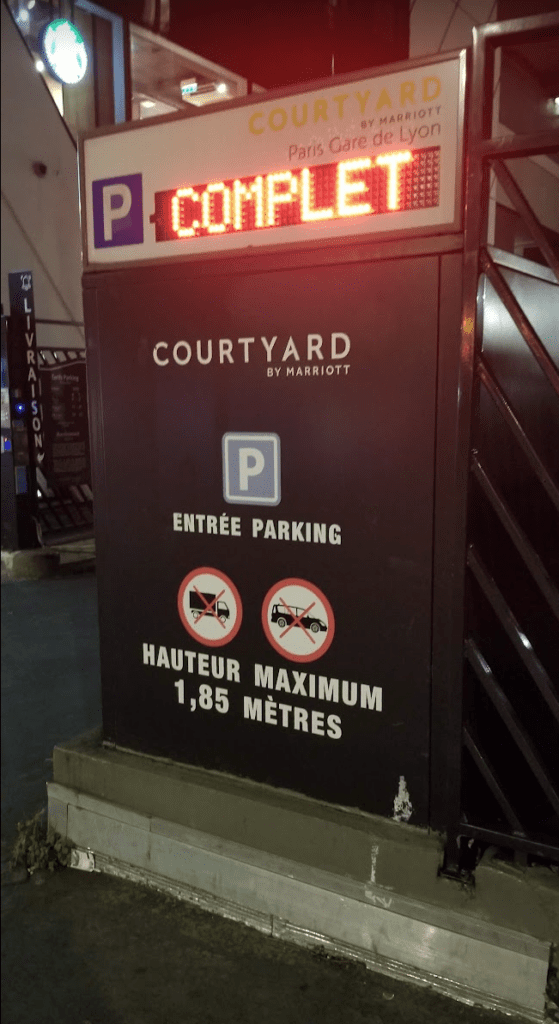 COURTYARD
BY MARRIOTT
Paris Gare de Lyon
P COMPLET
LIVRAISON
COURTYARD
BY MARRIOTT
P
ENTRÉE PARKING
HAUTEUR MAXIMUM
1,85 MÈTRES